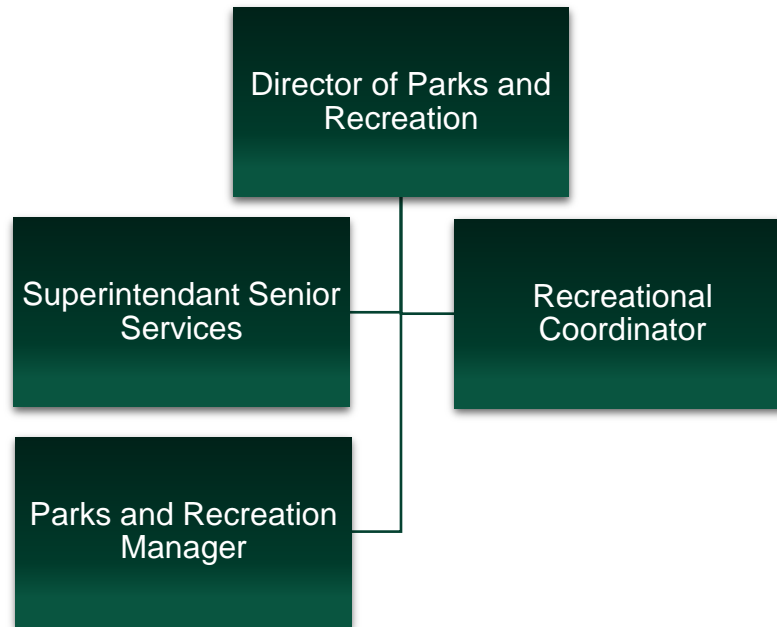 Director of Parks and
Recreation
Superintendant Senior
Services
Recreational
Coordinator
Parks and Recreation
Manager